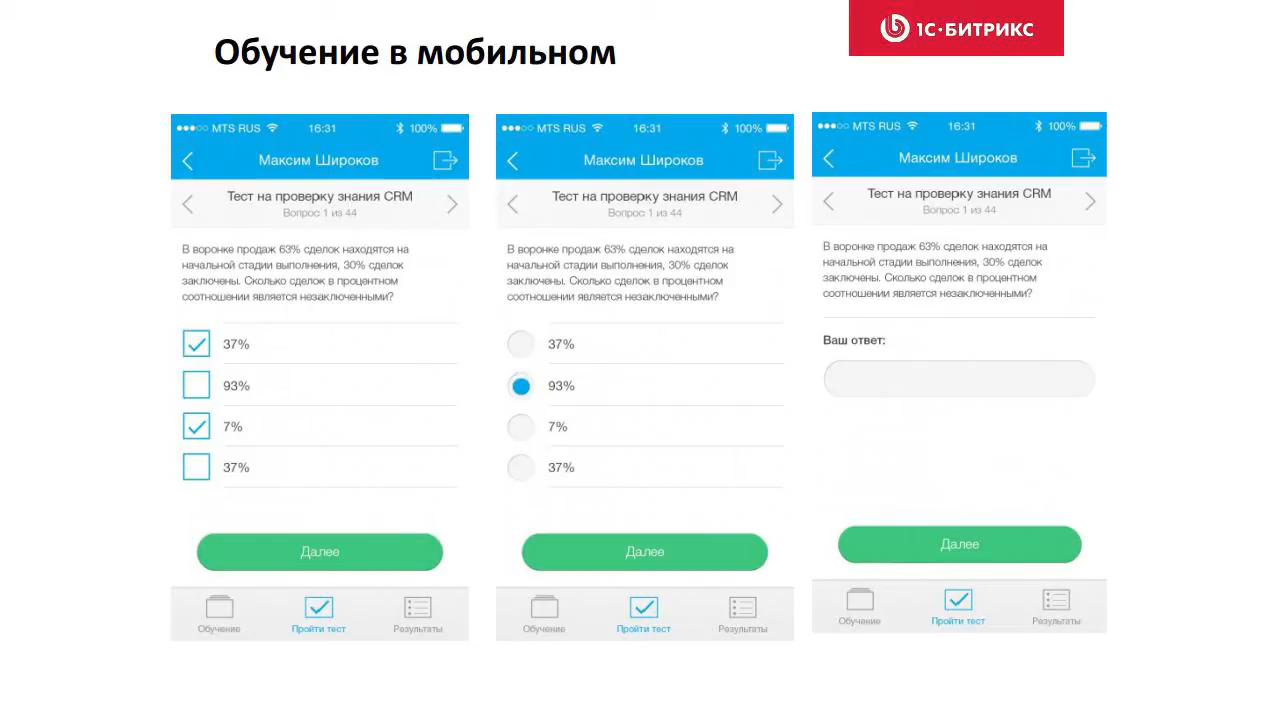 Обучение в мобильном
1С·БИТРИКС
MTS RUS 16:31 100%
Максим Широков
Тест на проверку знания CRM
Вопрос 1 из 44
В воронке продаж 63% сделок находятся на
начальной стадии выполнения, 30% сделок
заключены. Сколько сделок в процентном
соотношении является незаключенными?
37%
93%
7%
37%
Далее
Обучение
Пройти тест
Результаты
MTS RUS 16:31 100%
Максим Широков
Тест на проверку знания CRM
Вопрос 1 из 44
В воронке продаж 63% сделок находятся на
начальной стадии выполнения, 30% сделок
заключены. Сколько сделок в процентном
соотношении является незаключенными?
37%
93%
7%
37%
Далее
Обучение
Пройти тест
Результаты
MTS RUS 16:31 100%
Максим Широков
Тест на проверку знания CRM
Вопрос 1 из 44
В воронке продаж 63% сделок находятся на
начальной стадии выполнения, 30% сделок
заключены. Сколько сделок в процентном
соотношении является незаключенными?
Ваш ответ:
Далее
Обучение
Пройти тест
Результаты